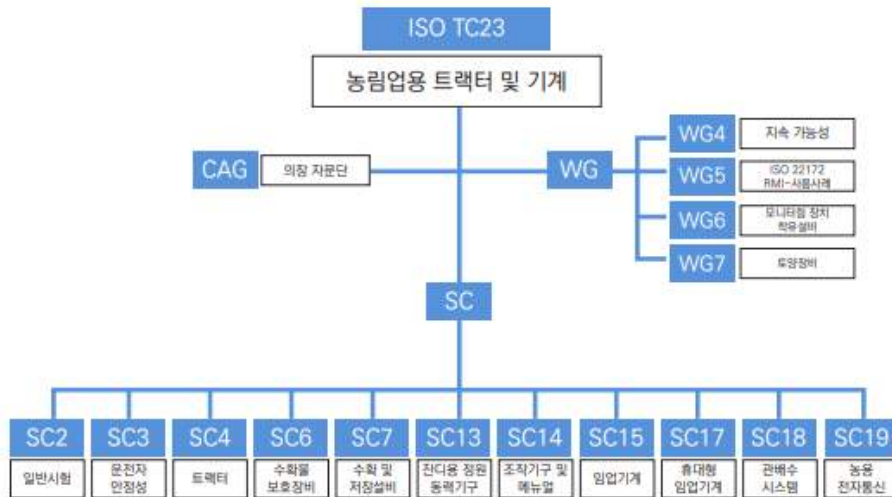 ISO TC23
농림업용 트랙터 및 기계
CAG
의장 자문단
WG
WG4
지속 가능성
WG5
ISO 22172
RMI-사용사례
WG6
모니터링 장치
착유설비
WG7
토양장비
SC
SC2
일반시험
SC3
운전자
안정성
SC4
트랙터
SC6
수확물
보호장비
SC7
수확 및
저장설비
SC13
잔디용 정원
동력기구
SC14
조작기구 및
메뉴얼
SC15
임업기계
SC17
휴대형
임업기계
SC18
관배수
시스템
SC19
농용
전자통신